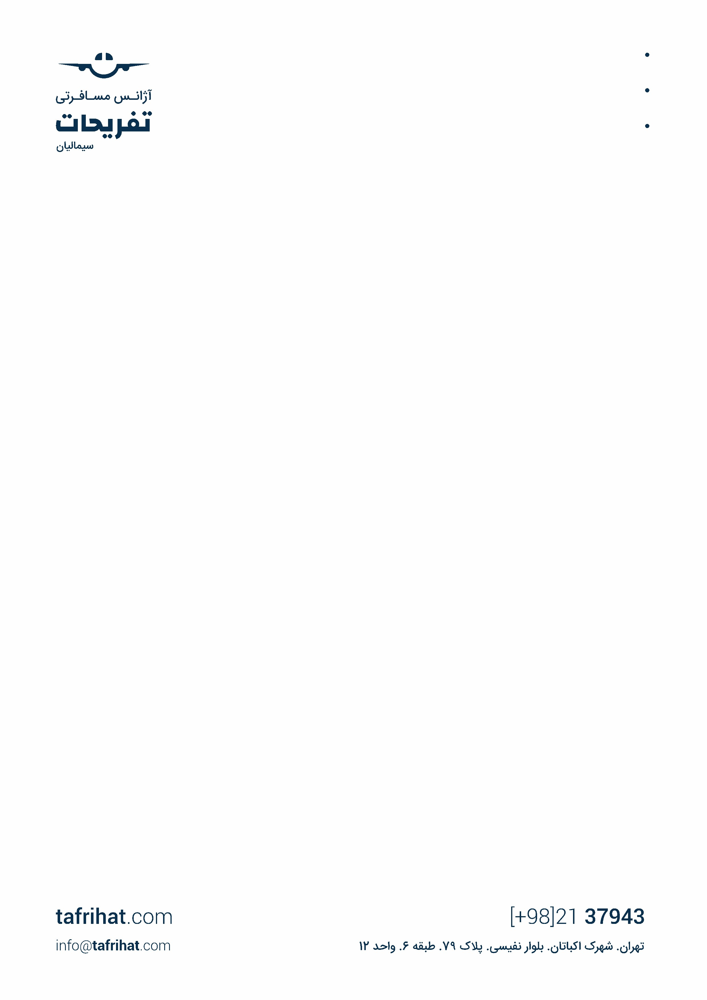 آژانس مسافرتی
تفریحات
سیمالیان
•
•
•
tafrihat.com
[+98]21 37943
info@tafrihat.com
تهران. شهرک اکباتان. بلوار نفیسی. پلاک ۷۹. طبقه ۶. واحد ۱۲